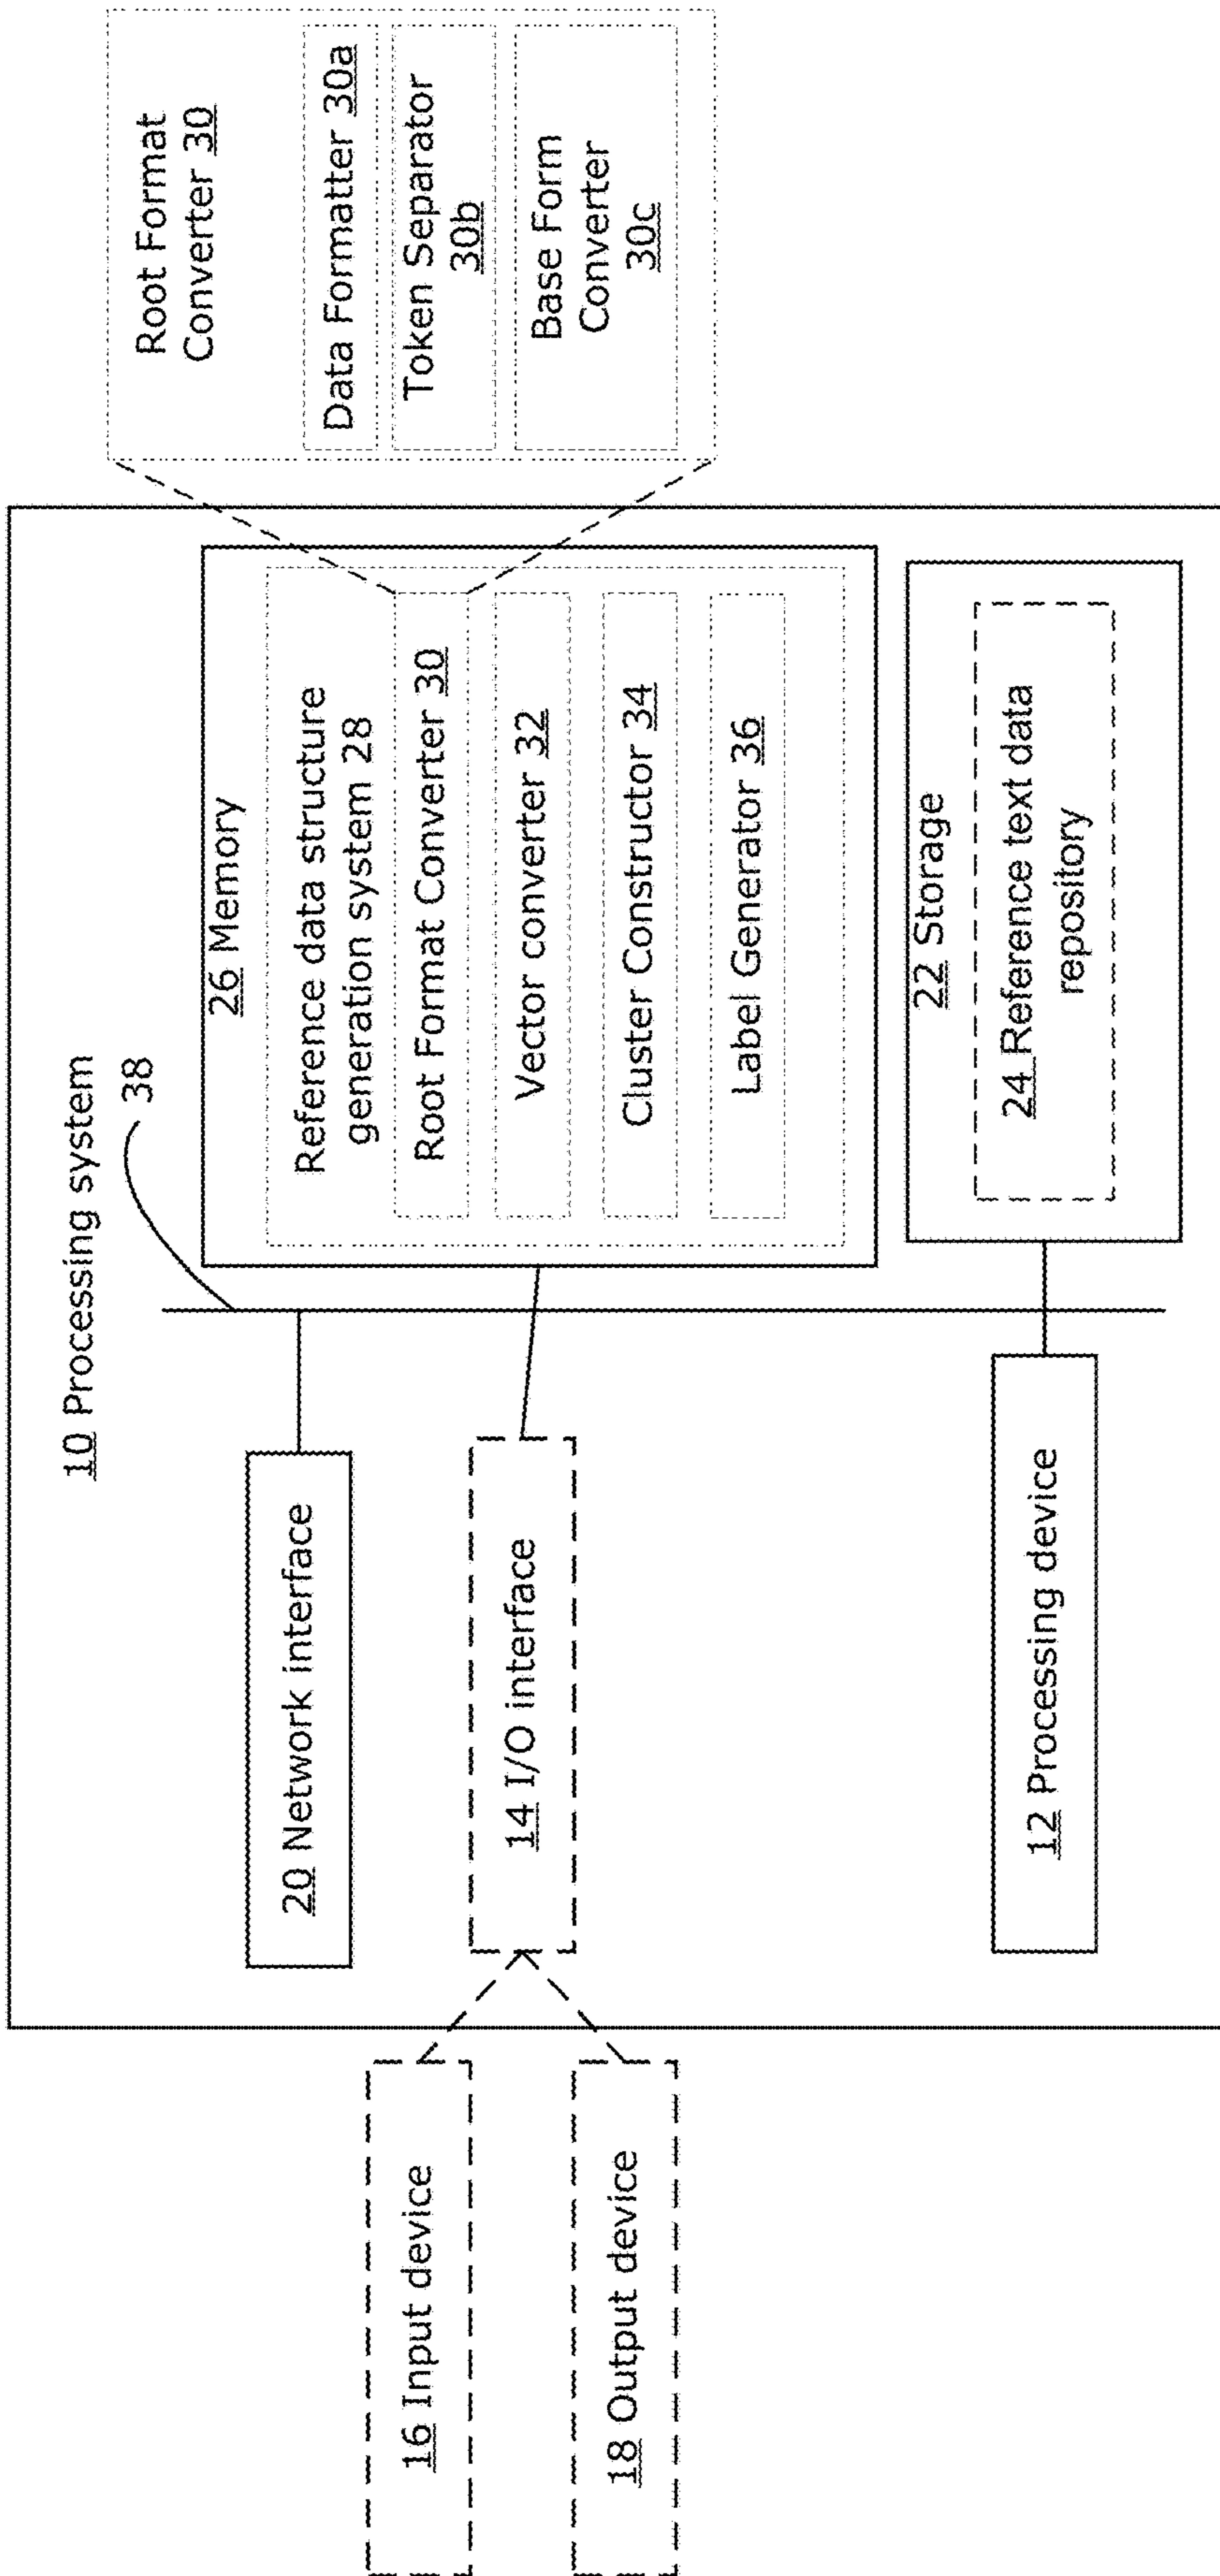 10 Processing system
38
20 Network interface
14 I/O interface
12 Processing device
16 Input device
18 Output device
26 Memory
Reference data structure
generation system 28
Root Format Converter 30
Vector converter 32
Cluster Constructor 34
Label Generator 36
22 Storage
24 Reference text data
repository
Root Format
Converter 30
Data Formatter 30a
Token Separator
30b
Base Form
Converter
30c